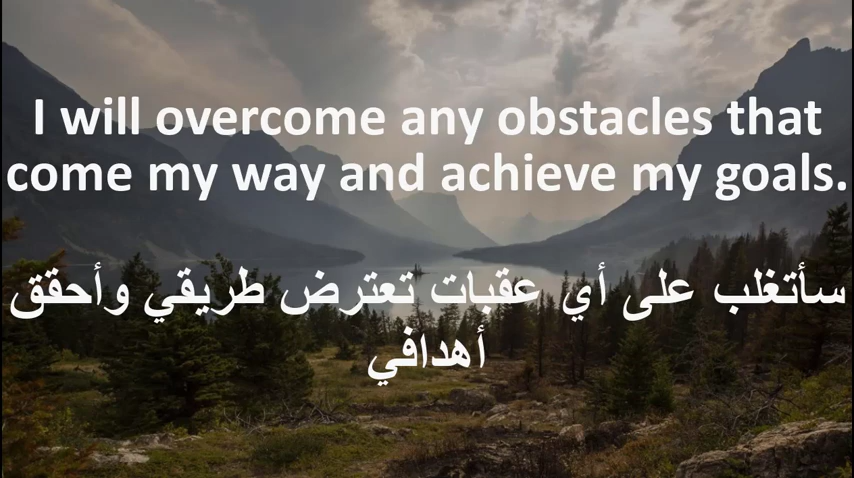 I will overcome any obstacles that
come my way and achieve my goals.
سأتغلب على أي عقبات تعترض طريقي وأحقق
أهدافي